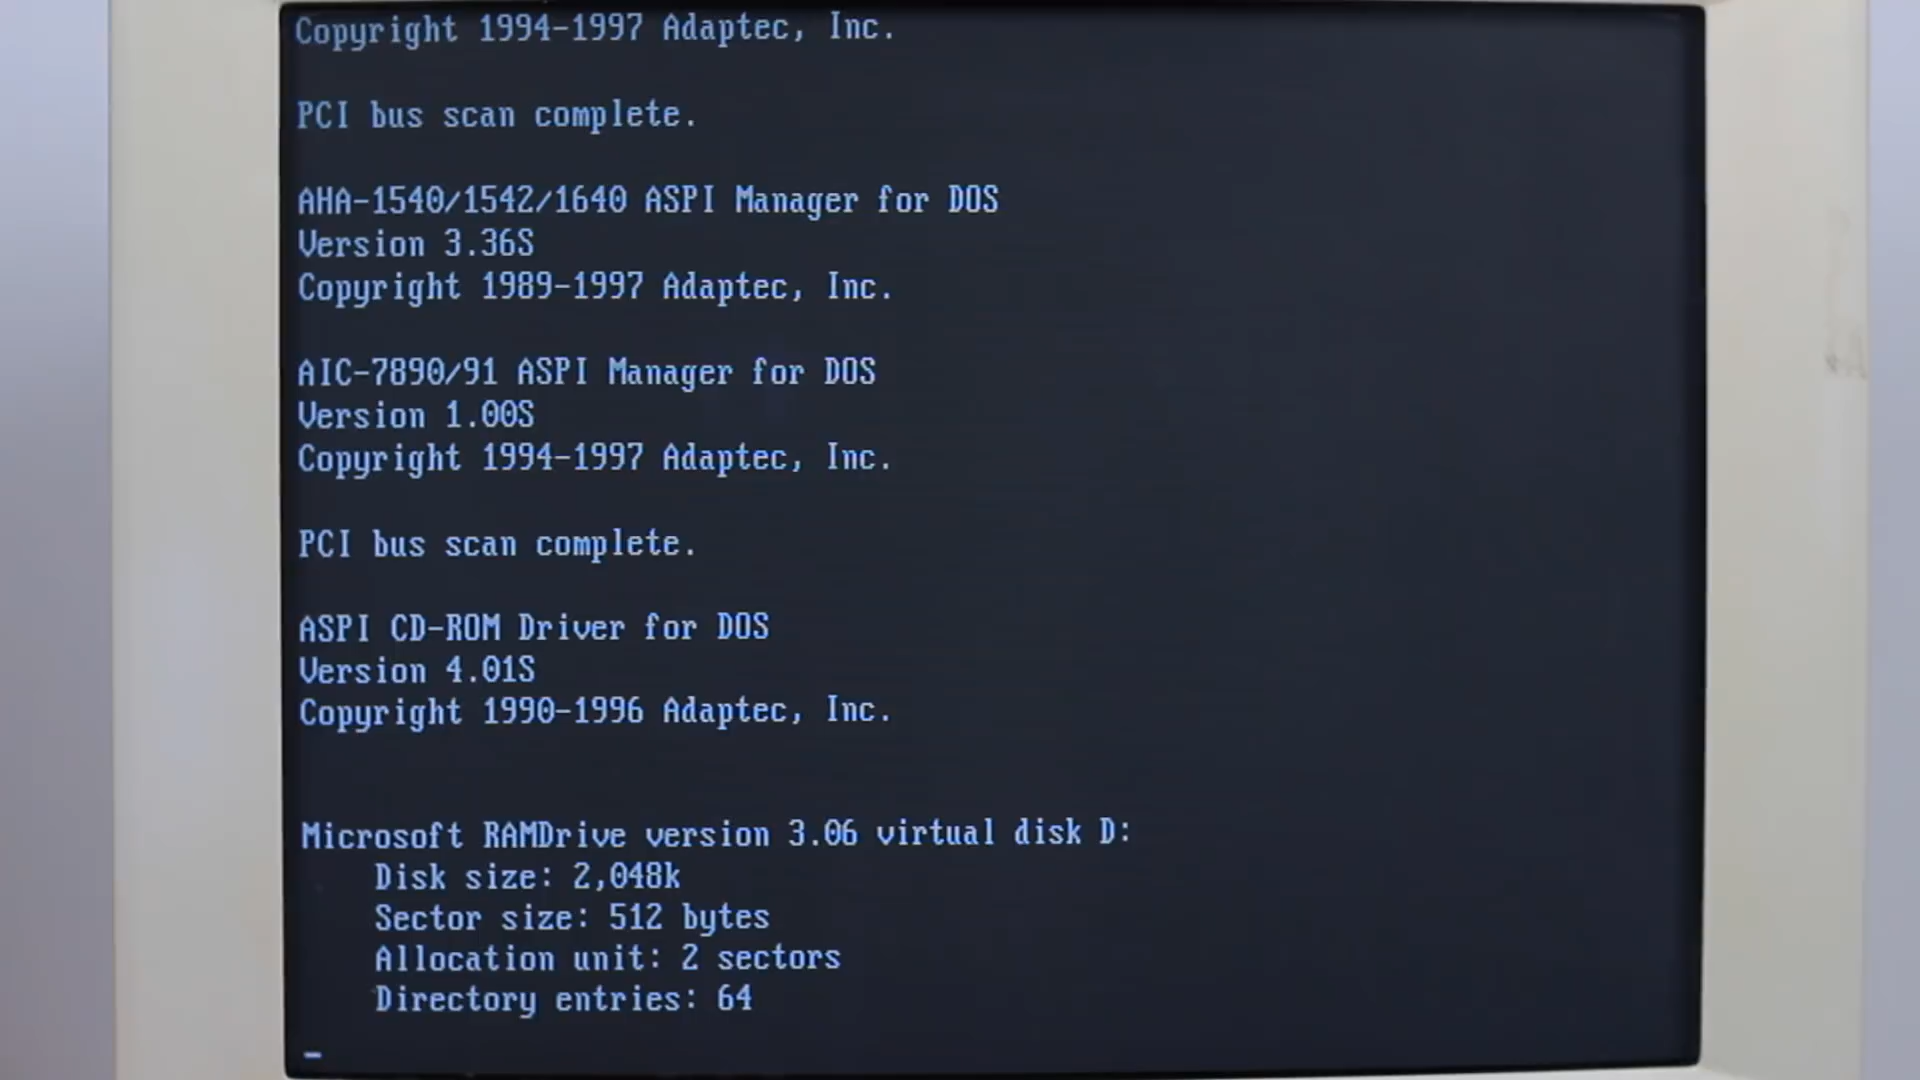 Copyright 1994-1997 Adaptec, Inc.
PCI bus scan complete.
AHA-1540/1542/1640 ASPI Manager for DOS
Version 3.36S
Copyright 1989-1997 Adaptec, Inc.
AIC-7890/91 ASPI Manager for DOS
Version 1.00S
Copyright 1994-1997 Adaptec, Inc.
PCI bus scan complete.
ASPI CD-ROM Driver for DOS
Version 4.01S
Copyright 1990-1996 Adaptec, Inc.
Microsoft RAMDrive version 3.06 virtual disk D:
Disk size: 2,048k
Sector size: 512 bytes
Allocation unit: 2 sectors
Directory entries: 64